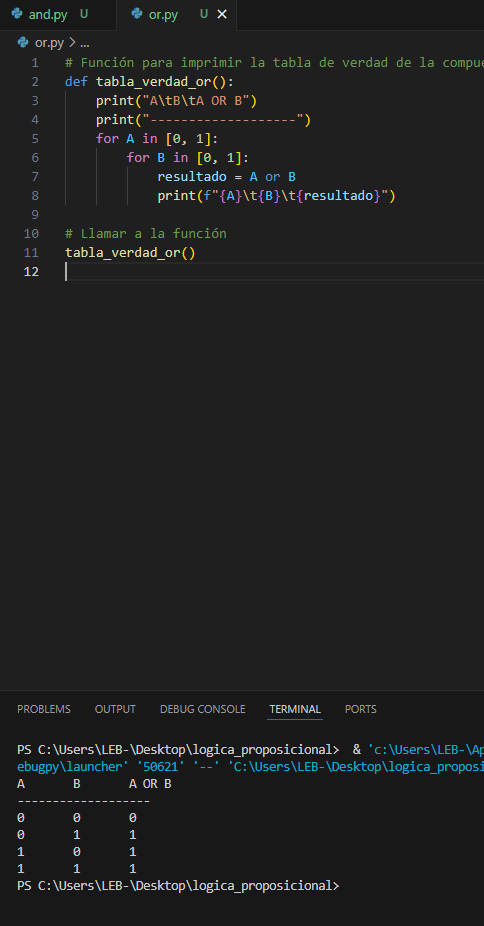 and.py U or.py U
or.py > ...
1 # Función para imprimir la tabla de verdad de la
2 def tabla_verdad_or():
3 print("A\tB\tA OR B")
4 print("-------------------")
5 for A in [0, 1]:
6 for B in [0, 1]:
7 resultado = A or B
8 print(f"{A}\t{B}\t{resultado}")
9
10 # Llamar a la función
11 tabla_verdad_or()
12
PROBLEMS OUTPUT DEBUG CONSOLE TERMINAL PORTS
PS C:\Users\LEB-\Desktop\logica_proposicional> & 'c:\Users\LEB-\Ap
ebugpy\launcher' '50621' '--' 'C:\Users\LEB-\Desktop\logica_proposi
A B A OR B
-------------------
0 0 0
0 1 1
1 0 1
1 1 1
PS C:\Users\LEB-\Desktop\logica_proposicional>